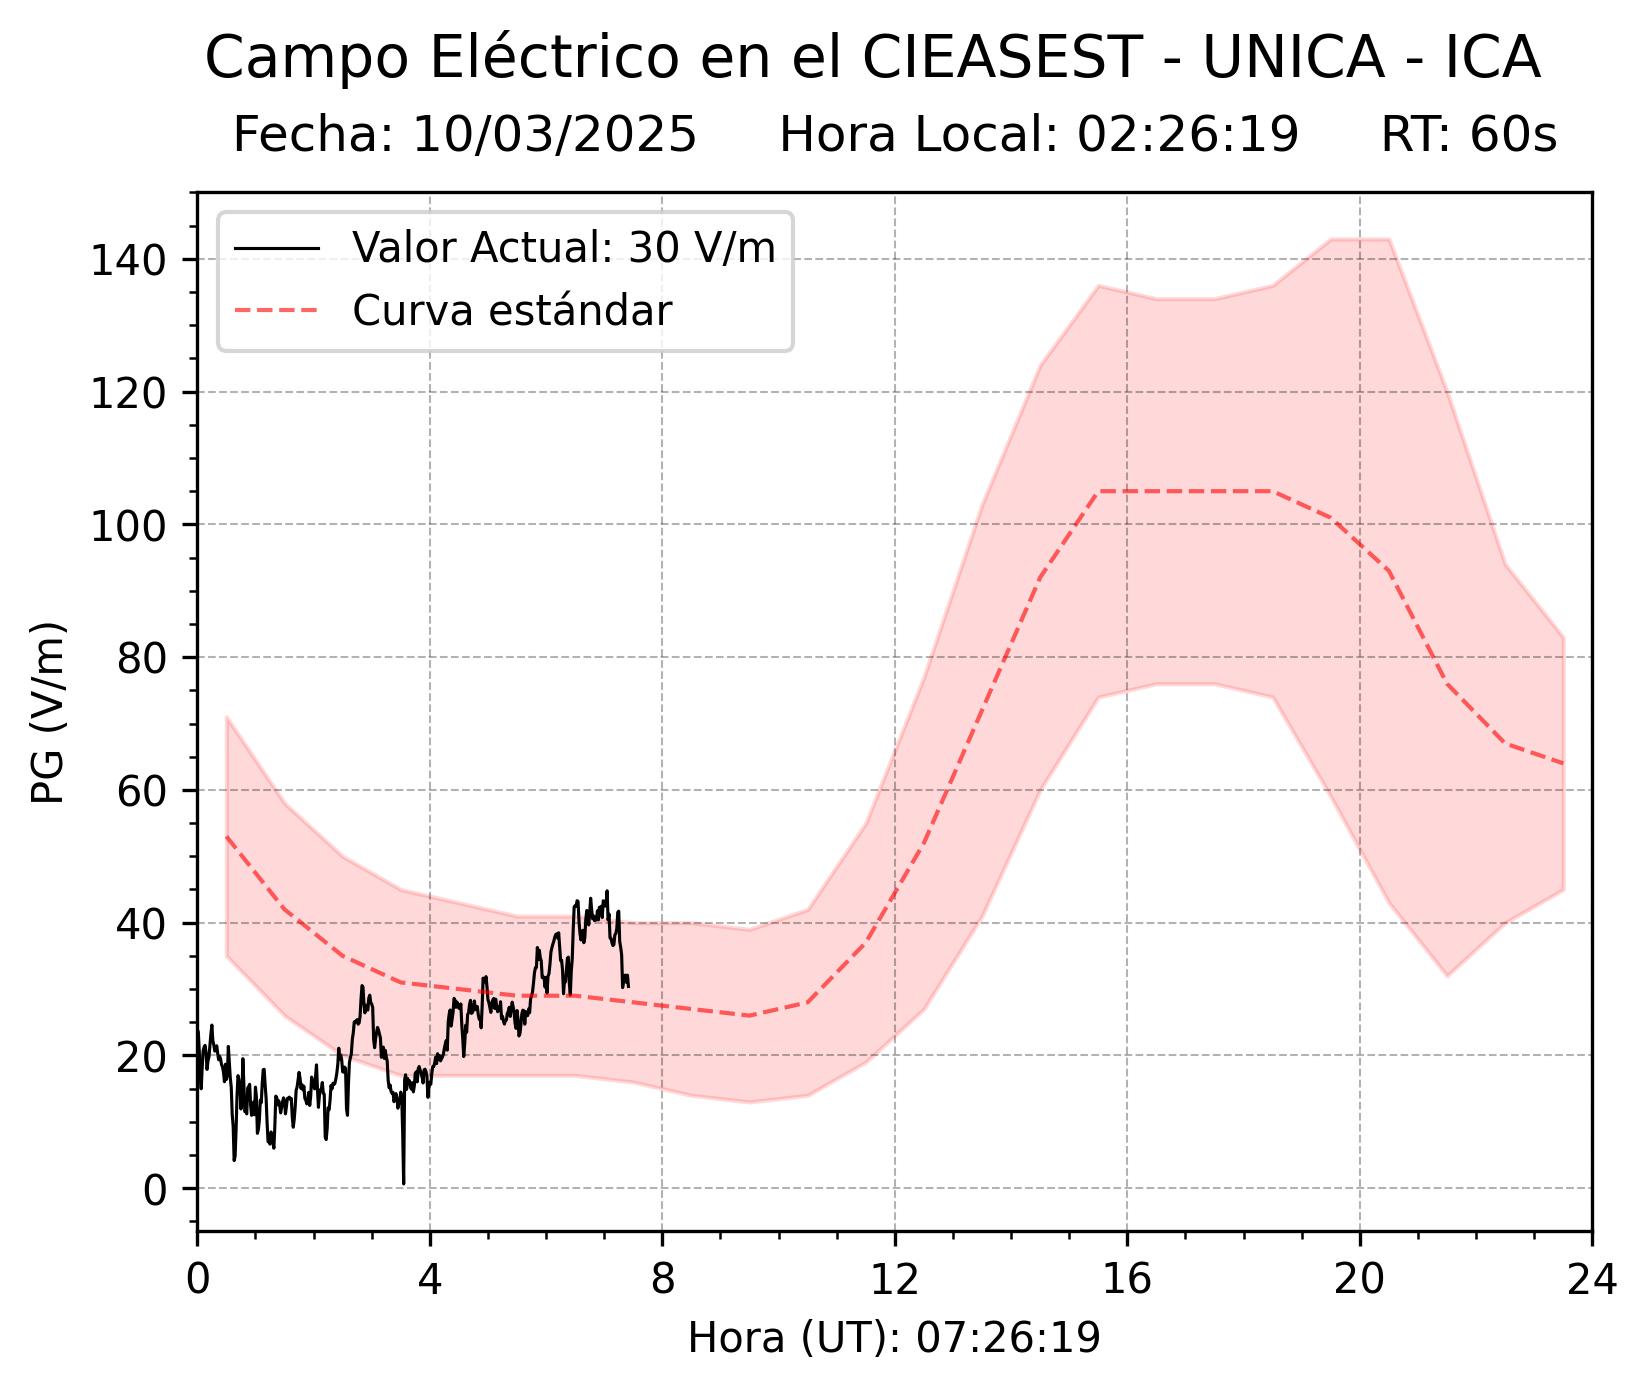 Campo Eléctrico en el CIEASEST - UNICA - ICA
Fecha: 10/03/2025 Hora Local: 02:26:19 RT: 60s
Valor Actual: 30 V/m
Curva estándar
140
120
100
80
60
40
20
0
PG (V/m)
0 4 8 12 16 20 24
Hora (UT): 07:26:19